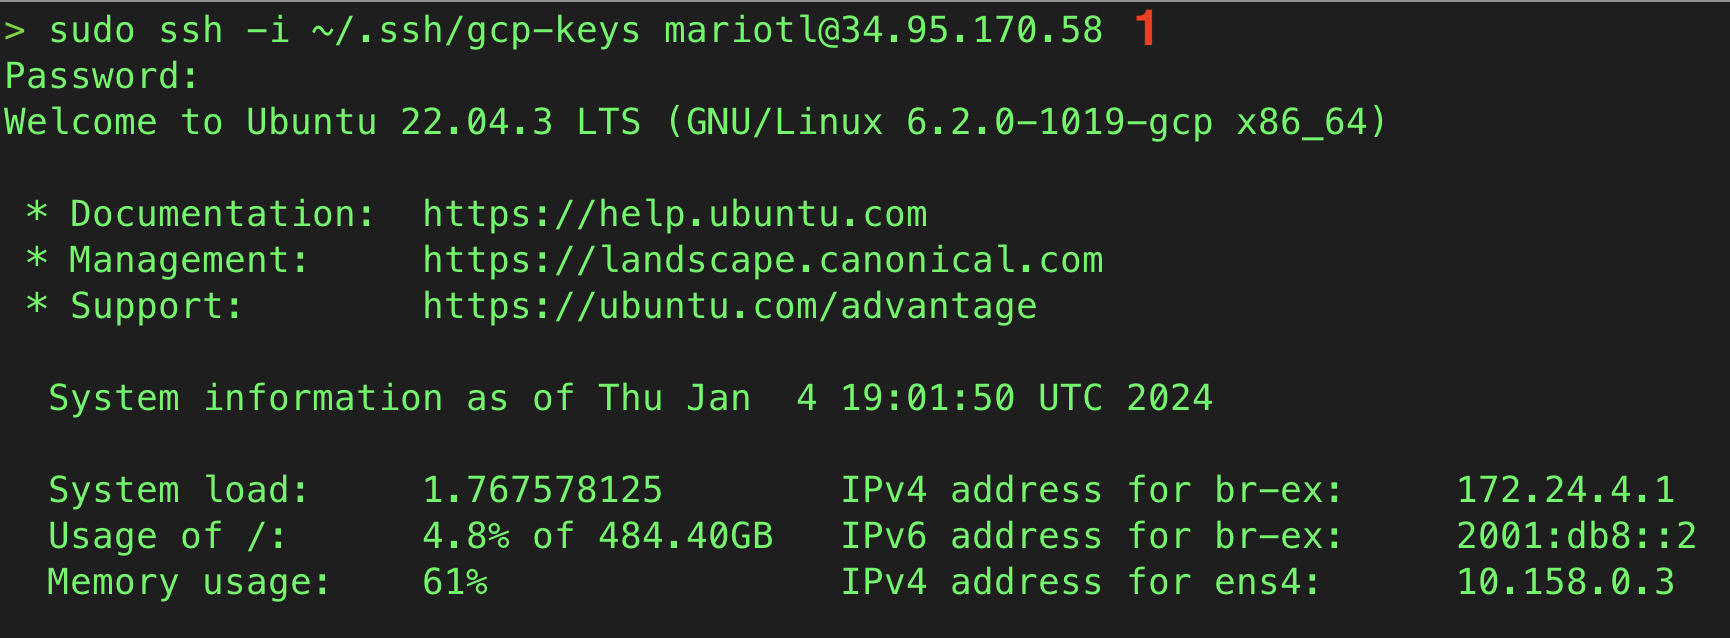 > sudo ssh -i ~/.ssh/gcp-keys mariotl@34.95.170.58 1
Password:
Welcome to Ubuntu 22.04.3 LTS (GNU/Linux 6.2.0-1019-gcp x86_64)
* Documentation:  https://help.ubuntu.com
* Management:     https://landscape.canonical.com
* Support:        https://ubuntu.com/advantage
System information as of Thu Jan  4 19:01:50 UTC 2024
System load:     1.767578125        IPv4 address for br-ex:     172.24.4.1
Usage of /:      4.8% of 484.40GB   IPv6 address for br-ex:     2001:db8::2
Memory usage:    61%                IPv4 address for ens4:      10.158.0.3